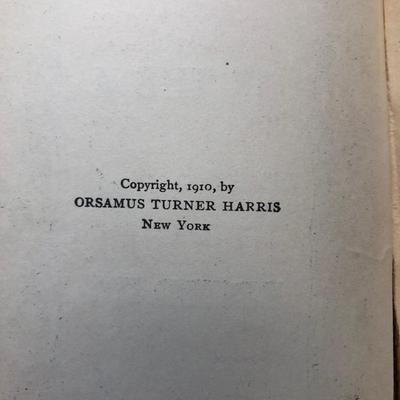 Copyright, 1910, by
ORSAMUS TURNER HARRIS
NEW YORK